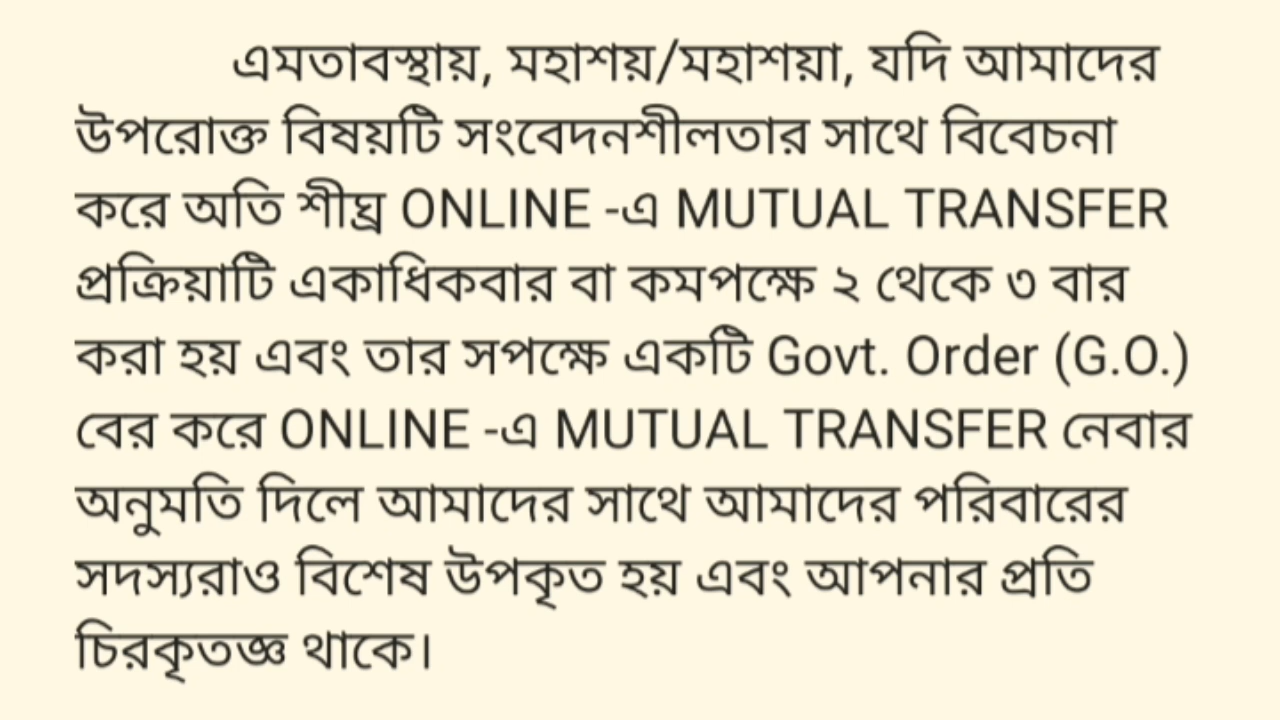 এমতাবস্থায়, মহাশয়/মহাশয়া, যদি আমাদের
উপরোক্ত বিষয়টি সংবেদনশীলতার সাথে বিবেচনা
করে অতি শীঘ্র ONLINE -এ MUTUAL TRANSFER
প্রক্রিয়াটি একাধিকবার বা কমপক্ষে ২ থেকে ৩ বার
করা হয় এবং তার সপক্ষে একটি Govt. Order (G.O.)
বের করে ONLINE -এ MUTUAL TRANSFER নেবার
অনুমতি দিলে আমাদের সাথে আমাদের পরিবারের
সদস্যরাও বিশেষ উপকৃত হয় এবং আপনার প্রতি
চিরকৃতজ্ঞ থাকে।